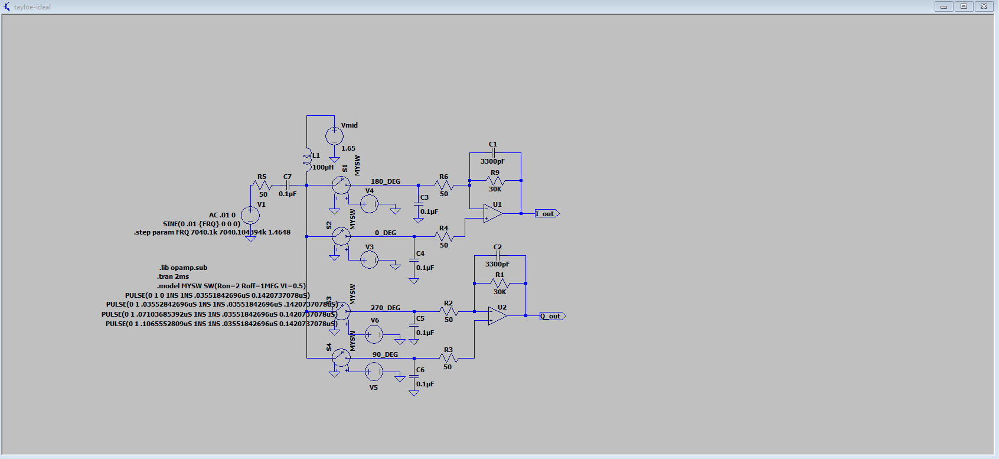 tayloe-ideal
Vmid
1.65
L1
100µH
S1
MYSW
R5
50
C7
0.1µF
V1
AC .01 0
SINE(0 .01 {FRQ} 0 0 0)
.step param FRQ 7040.1k 7040.104394k 1.4648
180_DEG
V4
C3
0.1µF
R6
50
C1
3300pF
R9
30K
U1
I_out
S2
MYSW
0_DEG
V3
C4
0.1µF
R4
50
.lib opamp.sub
.tran 2ms
.model MYSW SW(Ron=2 Roff=1MEG Vt=0.5)
PULSE(0 1 0 1NS 1NS .03551842696uS 0.1420737078uS)
PULSE(0 1 .03552842696uS 1NS 1NS .03551842696uS .1420737078uS)
PULSE(0 1 .07103685392uS 1NS 1NS .03551842696uS 0.1420737078uS)
PULSE(0 1 .1065552809uS 1NS 1NS .03551842696uS 0.1420737078uS)
S3
MYSW
270_DEG
V6
C5
0.1µF
R2
50
C2
3300pF
R1
30K
U2
Q_out
S4
MYSW
90_DEG
V5
C6
0.1µF
R3
50